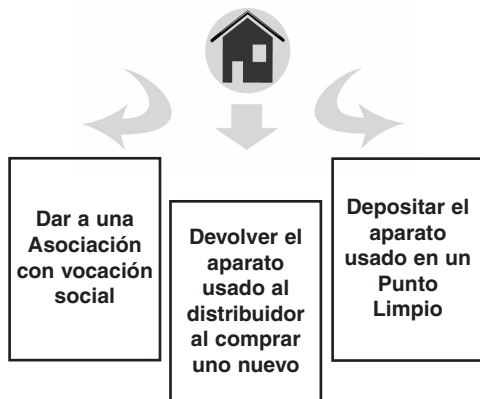 Dar a una
Asociación
con vocación
social
Devolver el
aparato
usado al
distribuidor
al comprar
uno nuevo
Depositar el
aparato
usado en un
Punto
Limpio